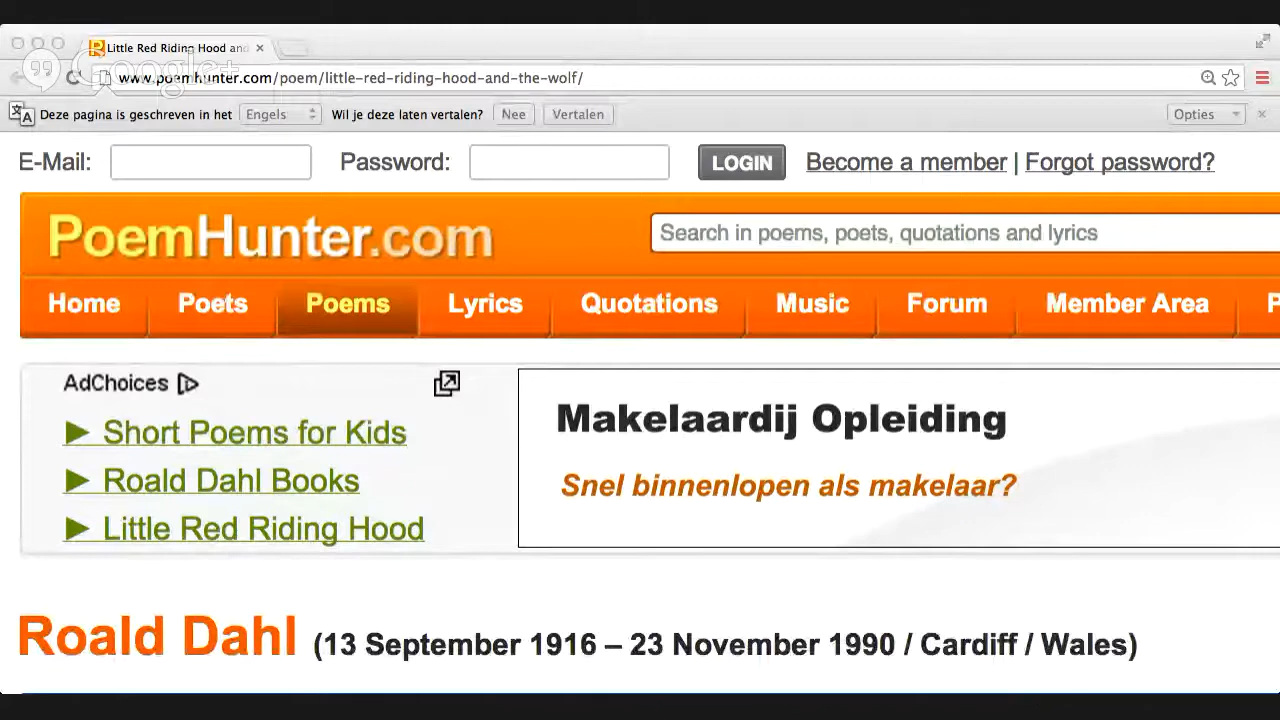 Little Red Riding Hood and
Google+
www.poemhunter.com/poem/little-red-riding-hood-and-the-wolf/
Deze pagina is geschreven in het Engels Wil je deze laten vertalen? Nee Vertalen Opties
E-Mail: Password: LOGIN Become a member | Forgot password?
PoemHunter.com
Search in poems, poets, quotations and lyrics
Home Poets Poems Lyrics Quotations Music Forum Member Area P
AdChoices
Short Poems for Kids
Roald Dahl Books
Little Red Riding Hood
Makelaardij Opleiding
Snel binnenlopen als makelaar?
Roald Dahl (13 September 1916 – 23 November 1990 / Cardiff / Wales)